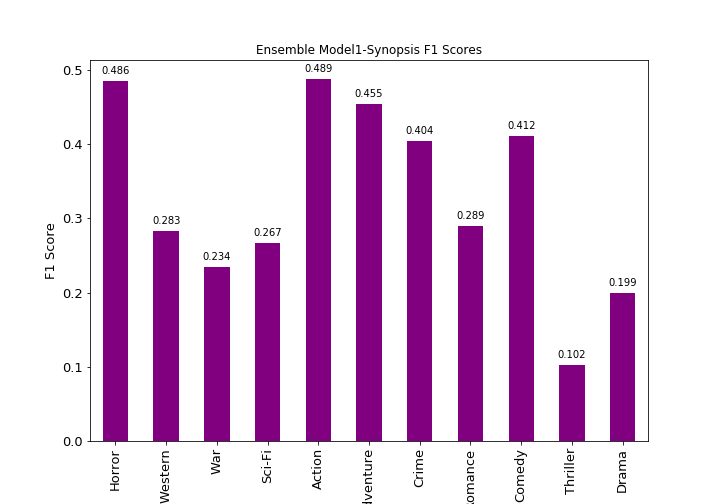 Ensemble Model1-Synopsis F1 Scores
F1 Score
0.5
0.4
0.3
0.2
0.1
0.0
0.486
0.283
0.234
0.267
0.489
0.455
0.404
0.289
0.412
0.102
0.199
Horror
Western
War
Sci-Fi
Action
dventure
Crime
omance
Comedy
Thriller
Drama